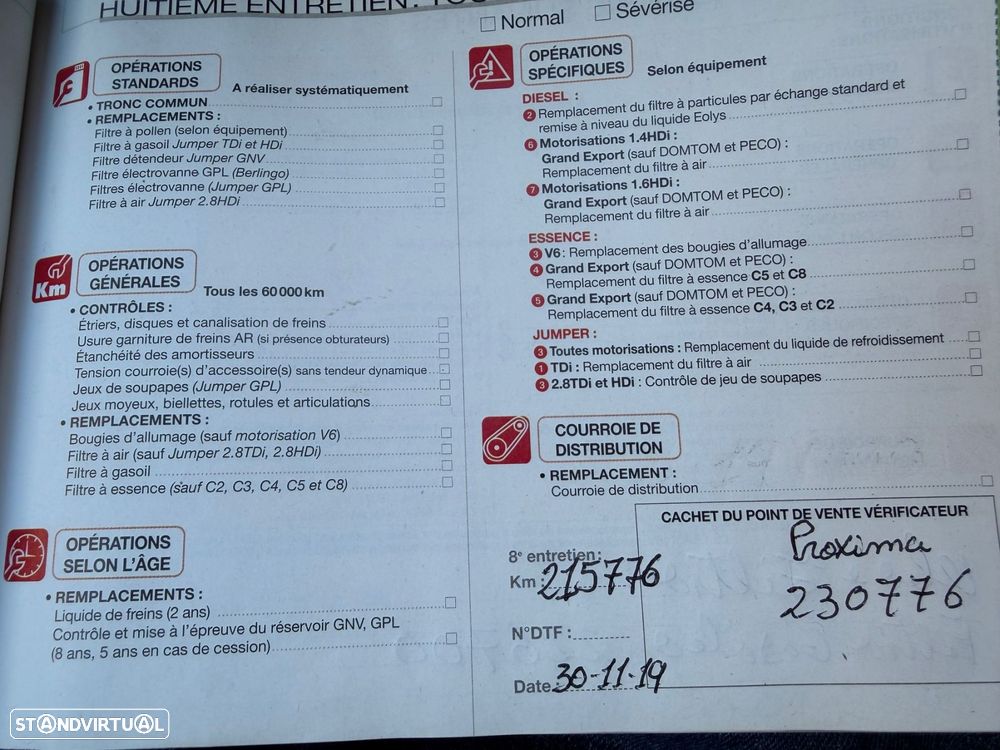 HUITIÈME ENTRETIEN: TOU
Normal
Sévérisé
OPÉRATIONS
STANDARDS
A réaliser systématiquement
• TRONC COMMUN
• REMPLACEMENTS :
Filtre à pollen (selon équipement)
Filtre à gasoil Jumper TDi et HDi
Filtre détendeur Jumper GNV
Filtre électrovanne GPL (Berlingo)
Filtres électrovanne (Jumper GPL)
Filtre à air Jumper 2.8HDi
Km
OPÉRATIONS
GÉNÉRALES
Tous les 60 000 km
• CONTRÔLES :
Étriers, disques et canalisation de freins
Usure garniture de freins AR (si présence obturateurs)
Étanchéité des amortisseurs
Tension courroie(s) d'accessoire(s) sans tendeur dynamique
Jeux de soupapes (Jumper GPL)
Jeux moyeux, biellettes, rotules et articulations
• REMPLACEMENTS :
Bougies d'allumage (sauf motorisation V6)
Filtre à air (sauf Jumper 2.8TDi, 2.8HDi)
Filtre à gasoil
Filtre à essence (sauf C2, C3, C4, C5 et C8)
OPÉRATIONS
SELON L'ÂGE
• REMPLACEMENTS :
Liquide de freins (2 ans)
Contrôle et mise à l'épreuve du réservoir GNV, GPL
(8 ans, 5 ans en cas de cession)
OPÉRATIONS
SPÉCIFIQUES
Selon équipement
DIESEL :
2 Remplacement du filtre à particules par échange standard et
remise à niveau du liquide Eolys
6 Motorisations 1.4HDi :
Grand Export (sauf DOMTOM et PECO) :
Remplacement du filtre à air
7 Motorisations 1.6HDi :
Grand Export (sauf DOMTOM et PECO) :
Remplacement du filtre à air
ESSENCE :
3 V6 : Remplacement des bougies d'allumage
4 Grand Export (sauf DOMTOM et PECO) :
Remplacement du filtre à essence C5 et C8
5 Grand Export (sauf DOMTOM et PECO) :
Remplacement du filtre à essence C4, C3 et C2
JUMPER :
3 Toutes motorisations : Remplacement du liquide de refroidissement
1 TDi : Remplacement du filtre à air
3 2.8TDi et HDi : Contrôle de jeu de soupapes
COURROIE DE
DISTRIBUTION
• REMPLACEMENT :
Courroie de distribution
CACHET DU POINT DE VENTE VÉRIFICATEUR
Proxima
230776
8e entretien :
Km : 215776
N°DTF :
Date : 30-11-19
STANDVIRTUAL